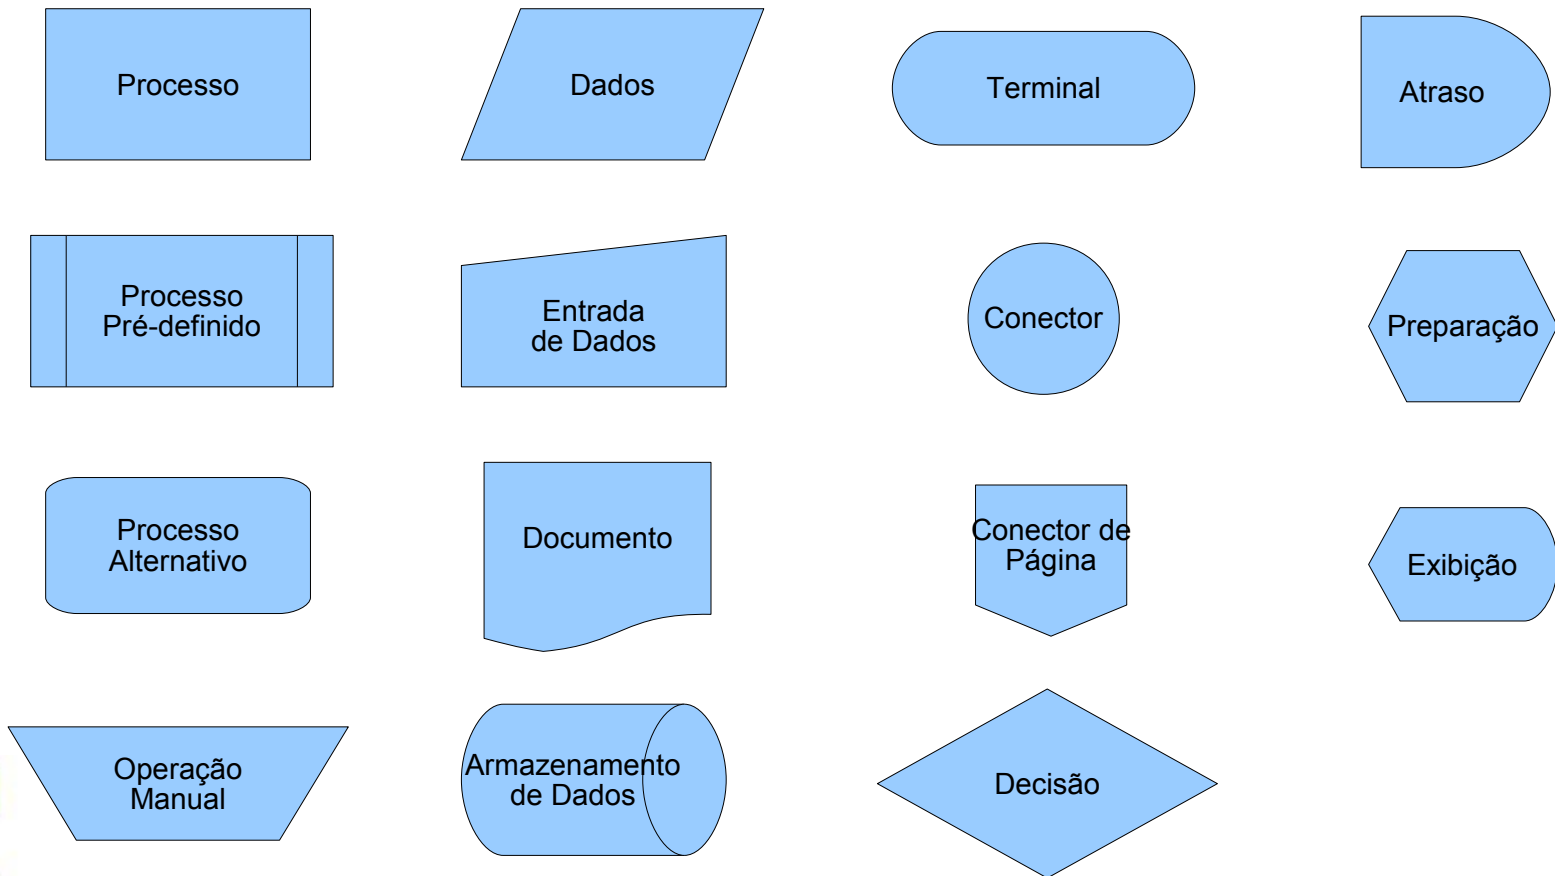 Processo
Dados
Terminal
Atraso
Processo
Pré-definido
Entrada
de Dados
Conector
Preparação
Processo
Alternativo
Documento
Conector de
Página
Exibição
Operação
Manual
Armazenamento
de Dados
Decisão